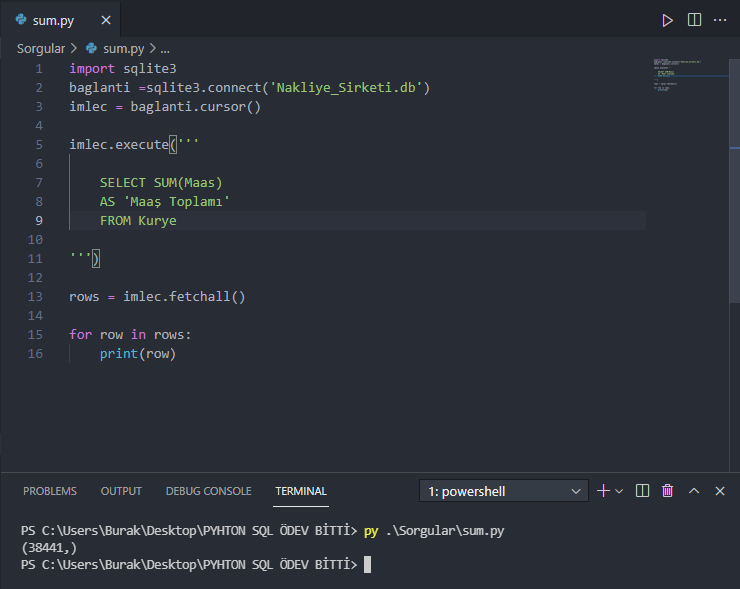 sum.py
Sorgular > sum.py > ...
1 import sqlite3
2 baglanti =sqlite3.connect('Nakliye_Sirketi.db')
3 imlec = baglanti.cursor()
4
5 imlec.execute('''
6
7     SELECT SUM(Maas)
8     AS 'Maaş Toplamı'
9     FROM Kurye
10
11 ''')
12
13 rows = imlec.fetchall()
14
15 for row in rows:
16     print(row)
PROBLEMS OUTPUT DEBUG CONSOLE TERMINAL 1: powershell
PS C:\Users\Burak\Desktop\PYHTON SQL ÖDEV BİTTİ> py .\Sorgular\sum.py
(38441,)
PS C:\Users\Burak\Desktop\PYHTON SQL ÖDEV BİTTİ>